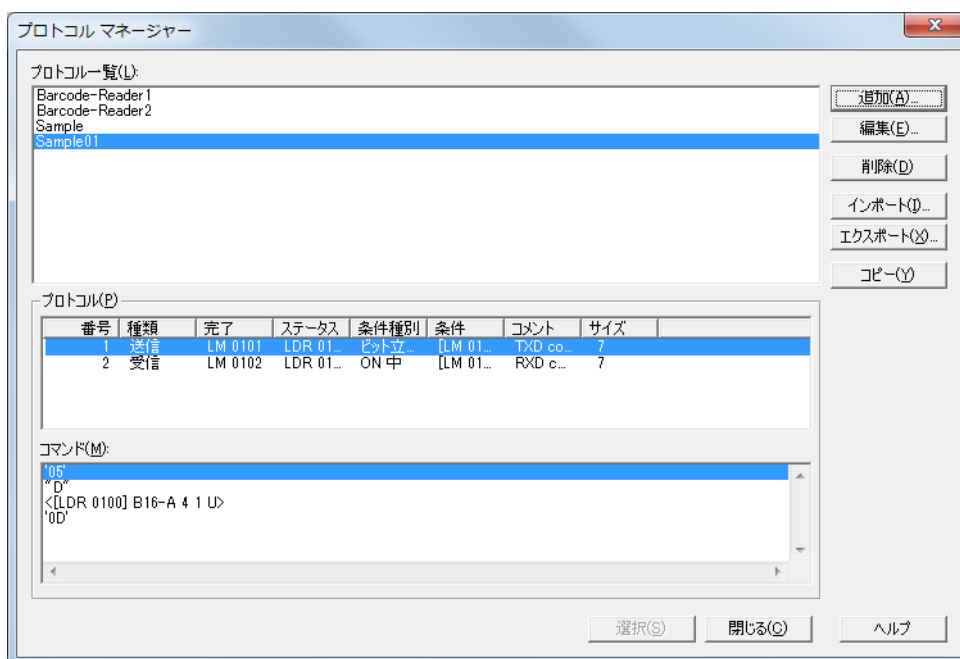 プロトコル マネージャー
プロトコル一覧(L):
Barcode-Reader1
Barcode-Reader2
Sample
Sample01
追加(A)...
編集(E)...
削除(D)
インポート(I)...
エクスポート(X)...
コピー(Y)
プロトコル(P)
番号 種類 完了 ステータス 条件種別 条件 コメント サイズ
1 送信 LM 0101 LDR 01... ビット立... [LM 01... TXD co... 7
2 受信 LM 0102 LDR 01... ON 中 [LM 01... RXD c... 7
コマンド(M):
'05'
"D"
<[LDR 0100] B16-A 4 1 U>
'0D'
選択(S) 閉じる(C) ヘルプ